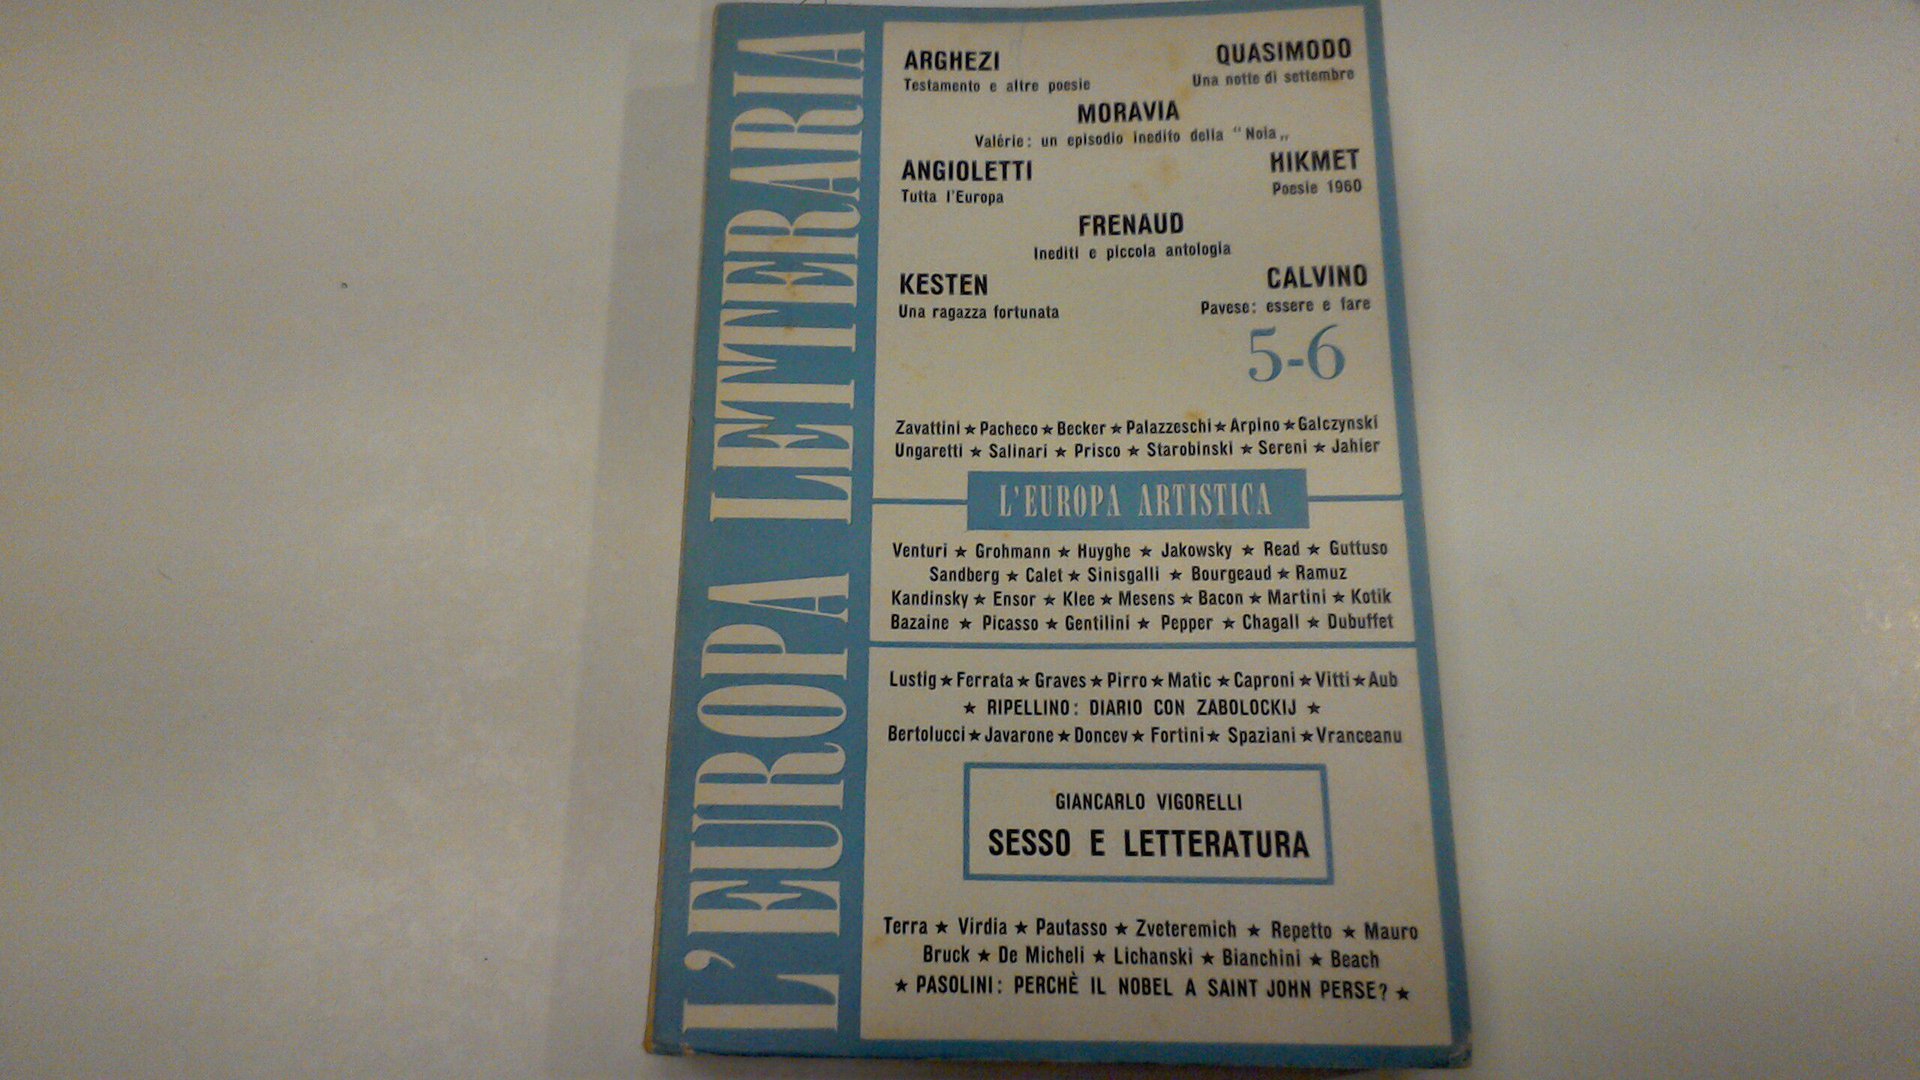 L'EUROPA LETTERARIA
ARGHEZI
Testamento e altre poesie
QUASIMODO
Una notte di settembre
MORAVIA
Valérie: un episodio inedito della “Noia„
ANGIOLETTI
Tutta l'Europa
HIKMET
Poesie 1960
FRENAUD
Inediti e piccola antologia
KESTEN
Una ragazza fortunata
CALVINO
Pavese: essere e fare
5-6
Zavattini ★ Pacheco ★ Becker ★ Palazzeschi ★ Arpino ★ Galczynski
Ungaretti ★ Salinari ★ Prisco ★ Starobinski ★ Sereni ★ Jahier
L'EUROPA ARTISTICA
Venturi ★ Grohmann ★ Huyghe ★ Jakowsky ★ Read ★ Guttuso
Sandberg ★ Calet ★ Sinisgalli ★ Bourgeaud ★ Ramuz
Kandinsky ★ Ensor ★ Klee ★ Mesens ★ Bacon ★ Martini ★ Kotik
Bazaine ★ Picasso ★ Gentilini ★ Pepper ★ Chagall ★ Dubuffet
Lustig ★ Ferrata ★ Graves ★ Pirro ★ Matic ★ Caproni ★ Vitti ★ Aub
★ RIPELLINO: DIARIO CON ZABOLOCKIJ ★
Bertolucci ★ Javarone ★ Doncev ★ Fortini ★ Spaziani ★ Vranceanu
GIANCARLO VIGORELLI
SESSO E LETTERATURA
Terra ★ Virdia ★ Pautasso ★ Zveteremich ★ Repetto ★ Mauro
Bruck ★ De Micheli ★ Lichanski ★ Bianchini ★ Beach
★ PASOLINI: PERCHÈ IL NOBEL A SAINT JOHN PERSE? ★